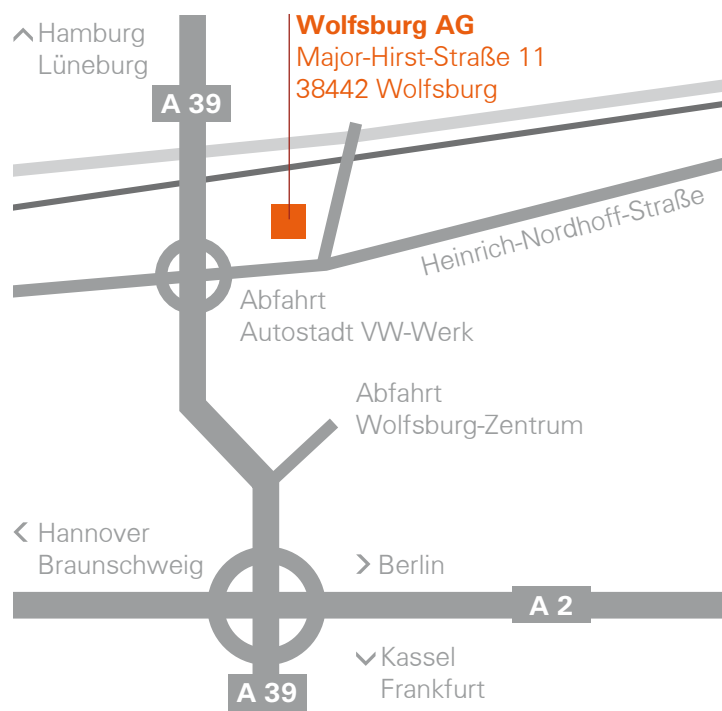 Hamburg
Lüneburg
Wolfsburg AG
Major-Hirst-Straße 11
38442 Wolfsburg
A 39
Heinrich-Nordhoff-Straße
Abfahrt
Autostadt VW-Werk
Abfahrt
Wolfsburg-Zentrum
Hannover
Braunschweig
Berlin
A 2
Kassel
Frankfurt
A 39